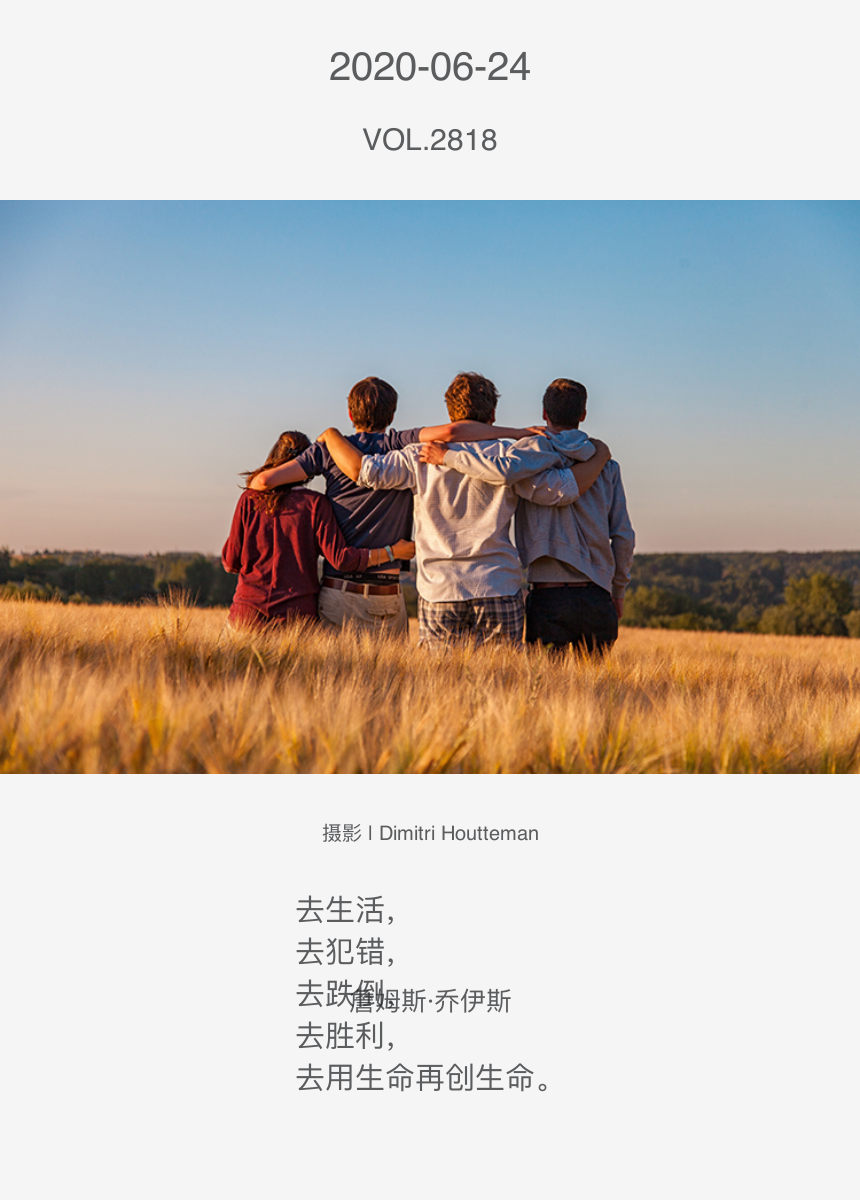 2020-06-24
VOL.2818
摄影 | Dimitri Houtteman
去生活，
去犯错，
去跌倒，
詹姆斯·乔伊斯
去胜利，
去用生命再创生命。